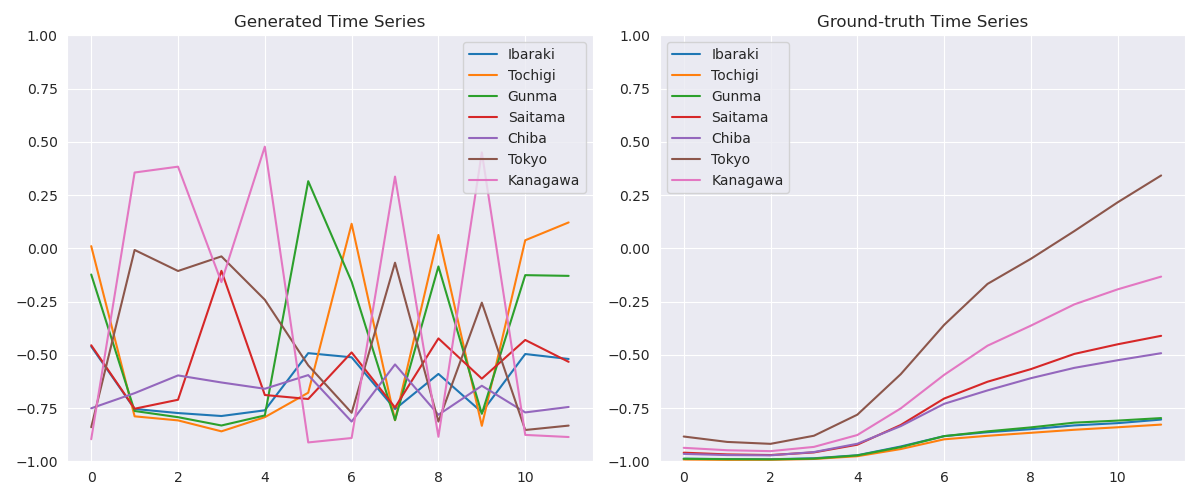 Generated Time Series
1.00
0.75
0.50
0.25
0.00
−0.25
−0.50
−0.75
−1.00
0 2 4 6 8 10
Ibaraki
Tochigi
Gunma
Saitama
Chiba
Tokyo
Kanagawa
Ground-truth Time Series
1.00
0.75
0.50
0.25
0.00
−0.25
−0.50
−0.75
−1.00
0 2 4 6 8 10
Ibaraki
Tochigi
Gunma
Saitama
Chiba
Tokyo
Kanagawa